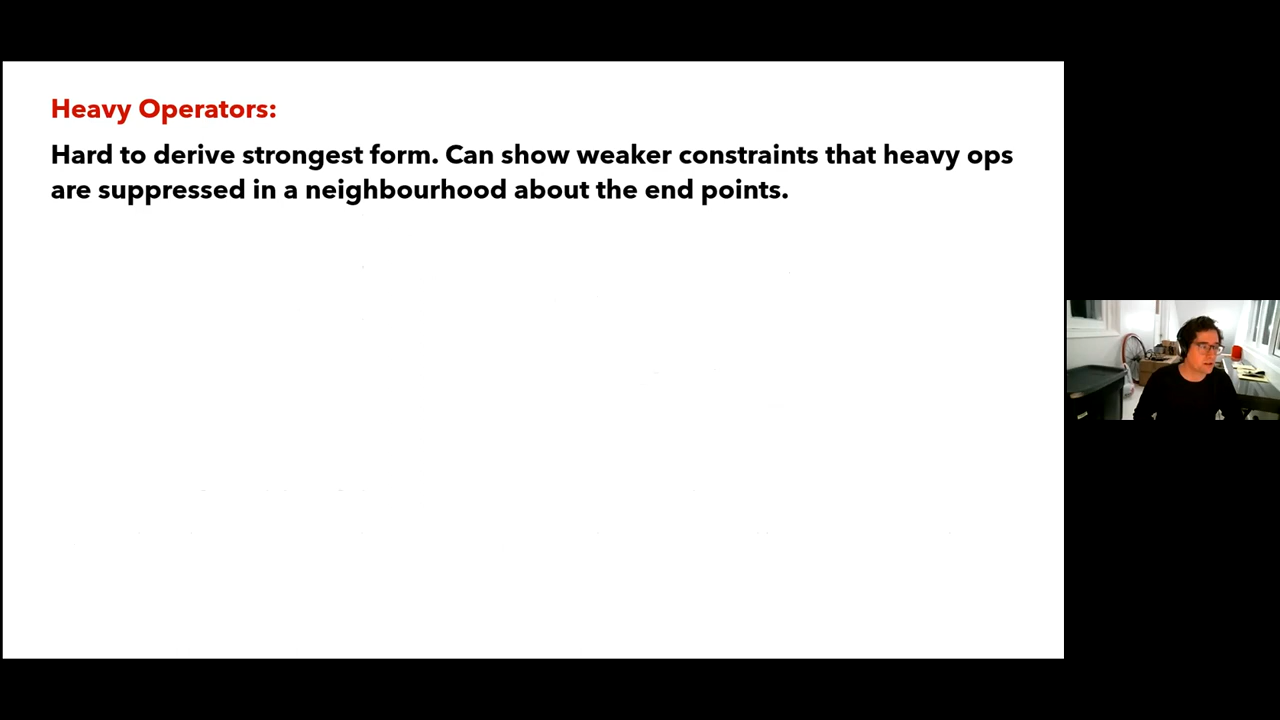 Heavy Operators:
Hard to derive strongest form. Can show weaker constraints that heavy ops
are suppressed in a neighbourhood about the end points.